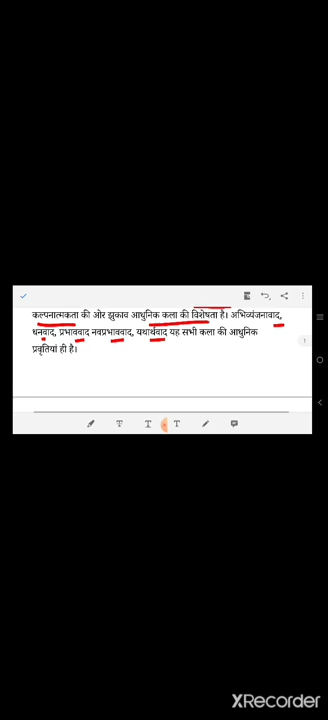 कल्पनात्मकता की ओर झुकाव आधुनिक कला की विशेषता है। अभिव्यंजनावाद,
धनवाद, प्रभाववाद नवप्रभाववाद, यथार्थवाद यह सभी कला की आधुनिक
प्रवृतियां ही है।
XRecorder